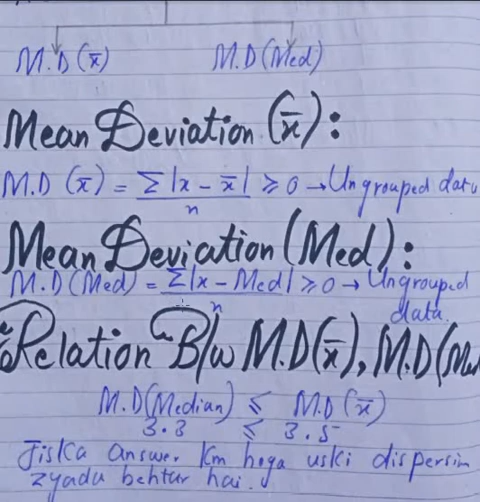 M.D (x̄) M.D (Med)
Mean Deviation (x̄):
M.D (x̄) = Σ|x - x̄| / n ≥ 0 → Ungrouped data
Mean Deviation (Med):
M.D (Med) = Σ|x - Med| / n ≥ 0 → Ungrouped
data.
Relation B/w M.D(x̄), M.D(Med
M.D(Median) ≤ M.D (x̄)
3.3 ≤ 3.5
Jiska Answer Km hoga uski dispersion
zyada behtar hai.